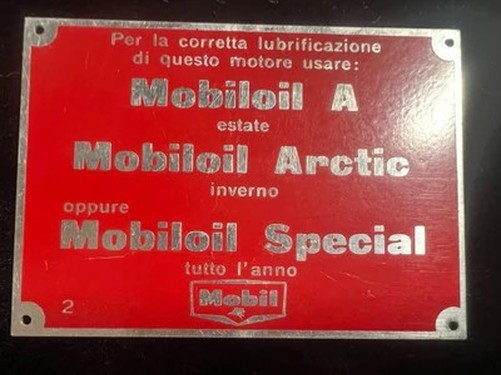 Per la corretta lubrificazione
di questo motore usare:
Mobiloil A
estate
Mobiloil Arctic
inverno
oppure
Mobiloil Special
tutto l'anno
Mobil
2